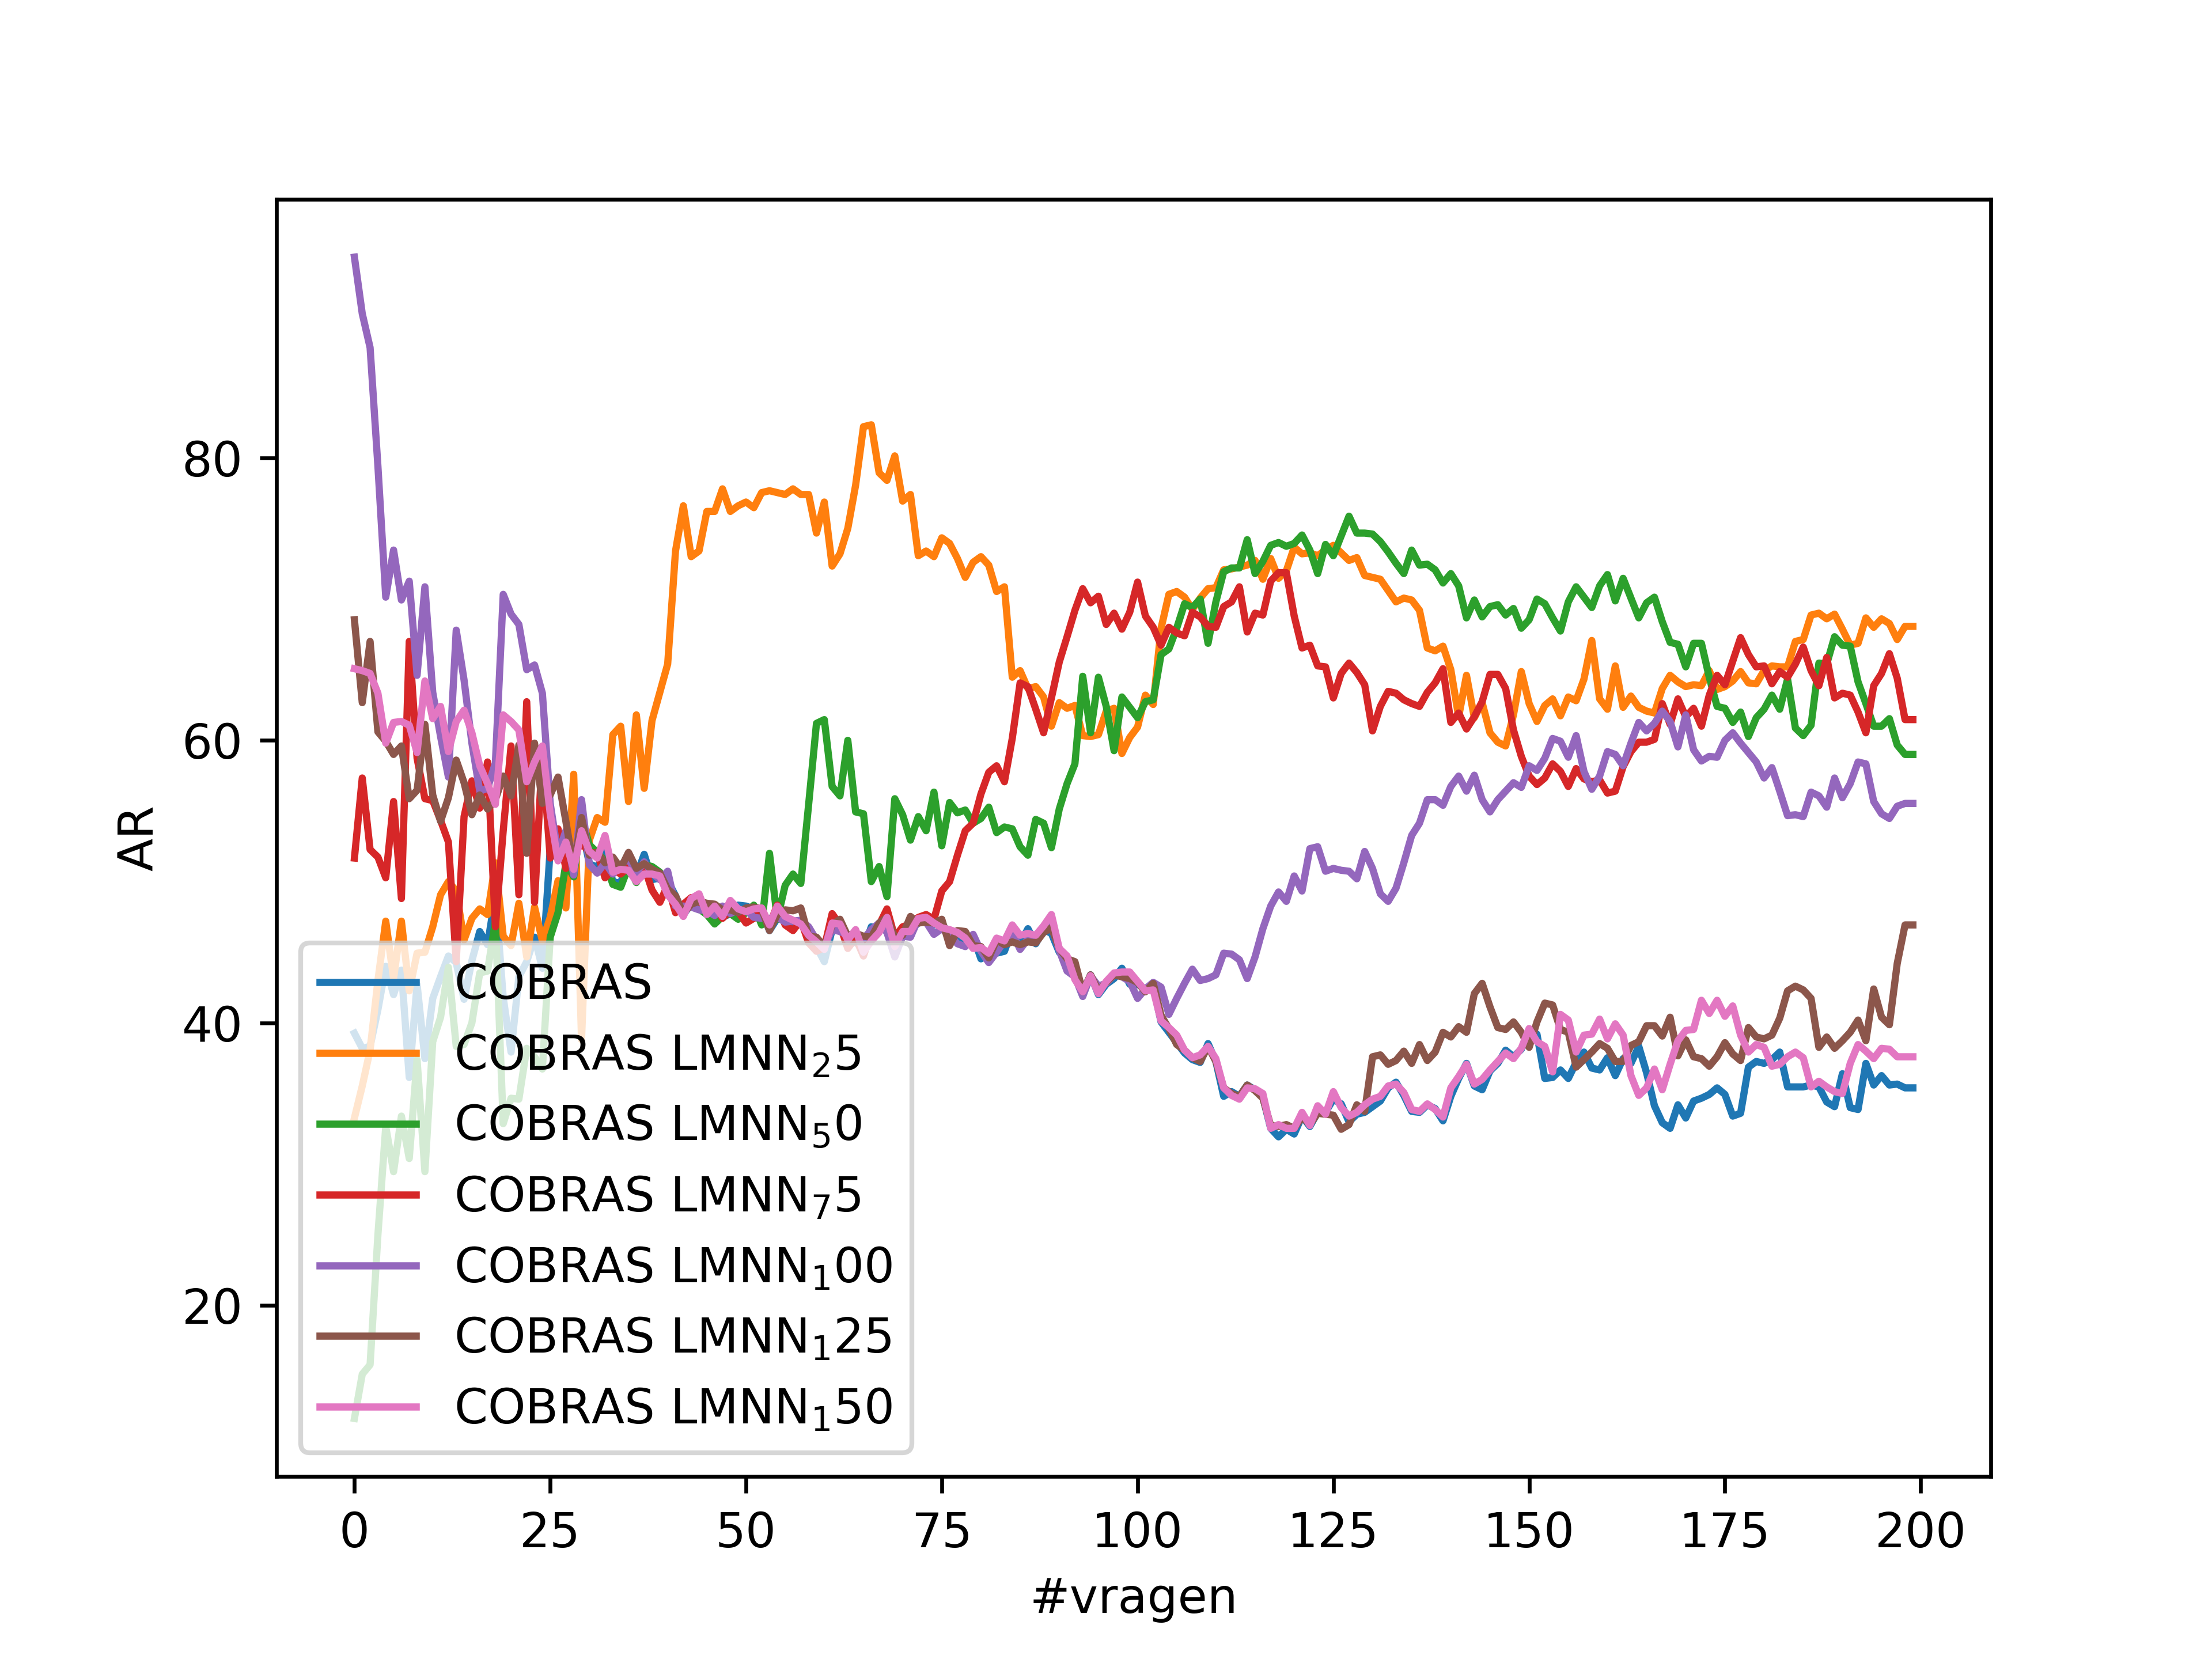 80
60
40
20
AR
COBRAS
COBRAS LMNN₂5
COBRAS LMNN₅0
COBRAS LMNN₇5
COBRAS LMNN₁00
COBRAS LMNN₁25
COBRAS LMNN₁50
0 25 50 75 100 125 150 175 200
#vragen